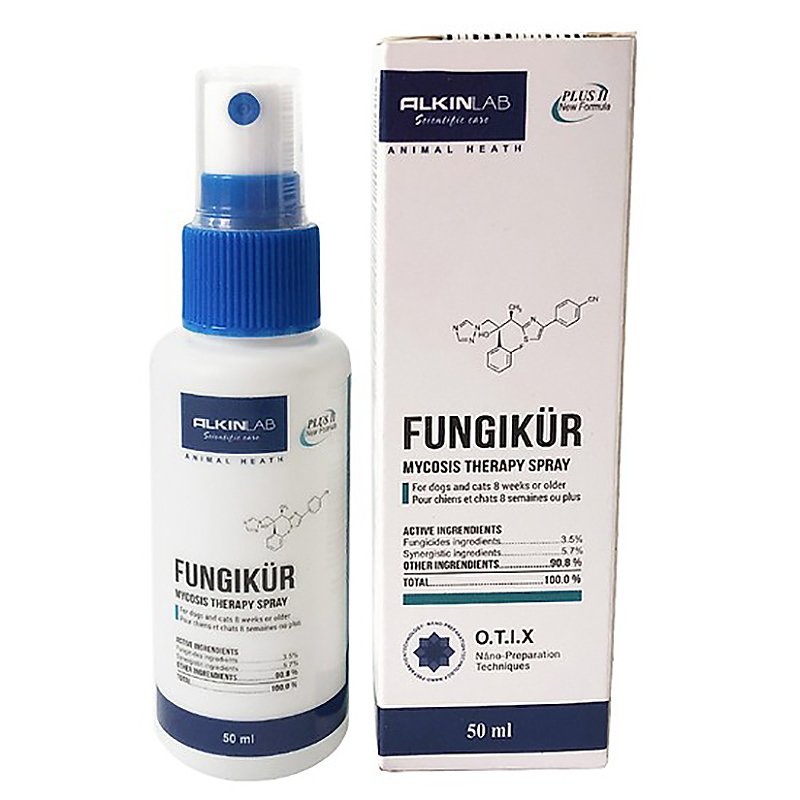 ALKINLAB
Scientific care
ANIMAL HEATH
PLUS II
New Formula
CH₃
N
N
N
HO
N
S
F
CN
FUNGIKÜR
MYCOSIS THERAPY SPRAY
For dogs and cats 8 weeks or older
Pour chiens et chats 8 semaines ou plus
ACTIVE INGRENDIENTS
Fungicides ingredients..................3.5%
Synergistic ingredients..................5.7%
OTHER INGRENDIENTS..................90.8 %
TOTAL..................100.0 %
O.T.I.X
Nano-Preparation
Techniques
50 ml
ALKINLAB
Scientific care
ANIMAL HEATH
PLUS II
New Formula
FUNGIKÜR
MYCOSIS THERAPY SPRAY
For dogs and cats 8 weeks or older
Pour chiens et chats 8 semaines ou plus
ACTIVE INGRENDIENTS
Fungicides ingredients..................3.5%
Synergistic ingredients..................5.7%
OTHER INGRENDIENTS..................90.8 %
TOTAL..................100.0 %
50 ml